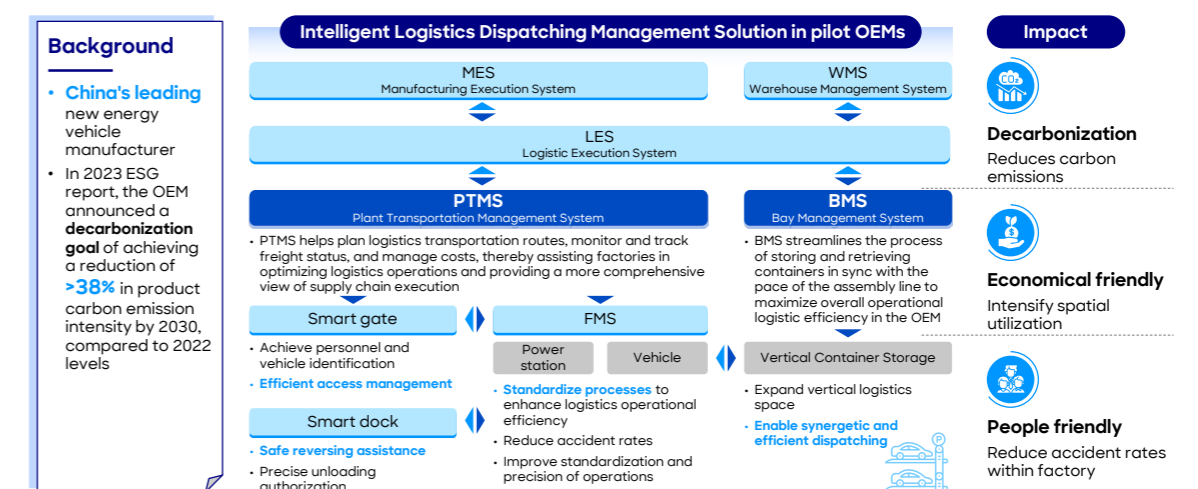 Background
• China's leading
new energy
vehicle
manufacturer
• In 2023 ESG
report, the OEM
announced a
decarbonization
goal of achieving
a reduction of
>38% in product
carbon emission
intensity by 2030,
compared to 2022
levels
Intelligent Logistics Dispatching Management Solution in pilot OEMs
MES
Manufacturing Execution System
WMS
Warehouse Management System
LES
Logistic Execution System
PTMS
Plant Transportation Management System
• PTMS helps plan logistics transportation routes, monitor and track
freight status, and manage costs, thereby assisting factories in
optimizing logistics operations and providing a more comprehensive
view of supply chain execution
BMS
Bay Management System
• BMS streamlines the process
of storing and retrieving
containers in sync with the
pace of the assembly line to
maximize overall operational
logistic efficiency in the OEM
Smart gate
• Achieve personnel and
vehicle identification
• Efficient access management
Smart dock
• Safe reversing assistance
• Precise unloading
authorization
FMS
Power
station
Vehicle
• Standardize processes to
enhance logistics operational
efficiency
• Reduce accident rates
• Improve standardization and
precision of operations
Vertical Container Storage
• Expand vertical logistics
space
• Enable synergetic and
efficient dispatching
P
Impact
CO₂
Decarbonization
Reduces carbon
emissions
$
Economical friendly
Intensify spatial
utilization
People friendly
Reduce accident rates
within factory